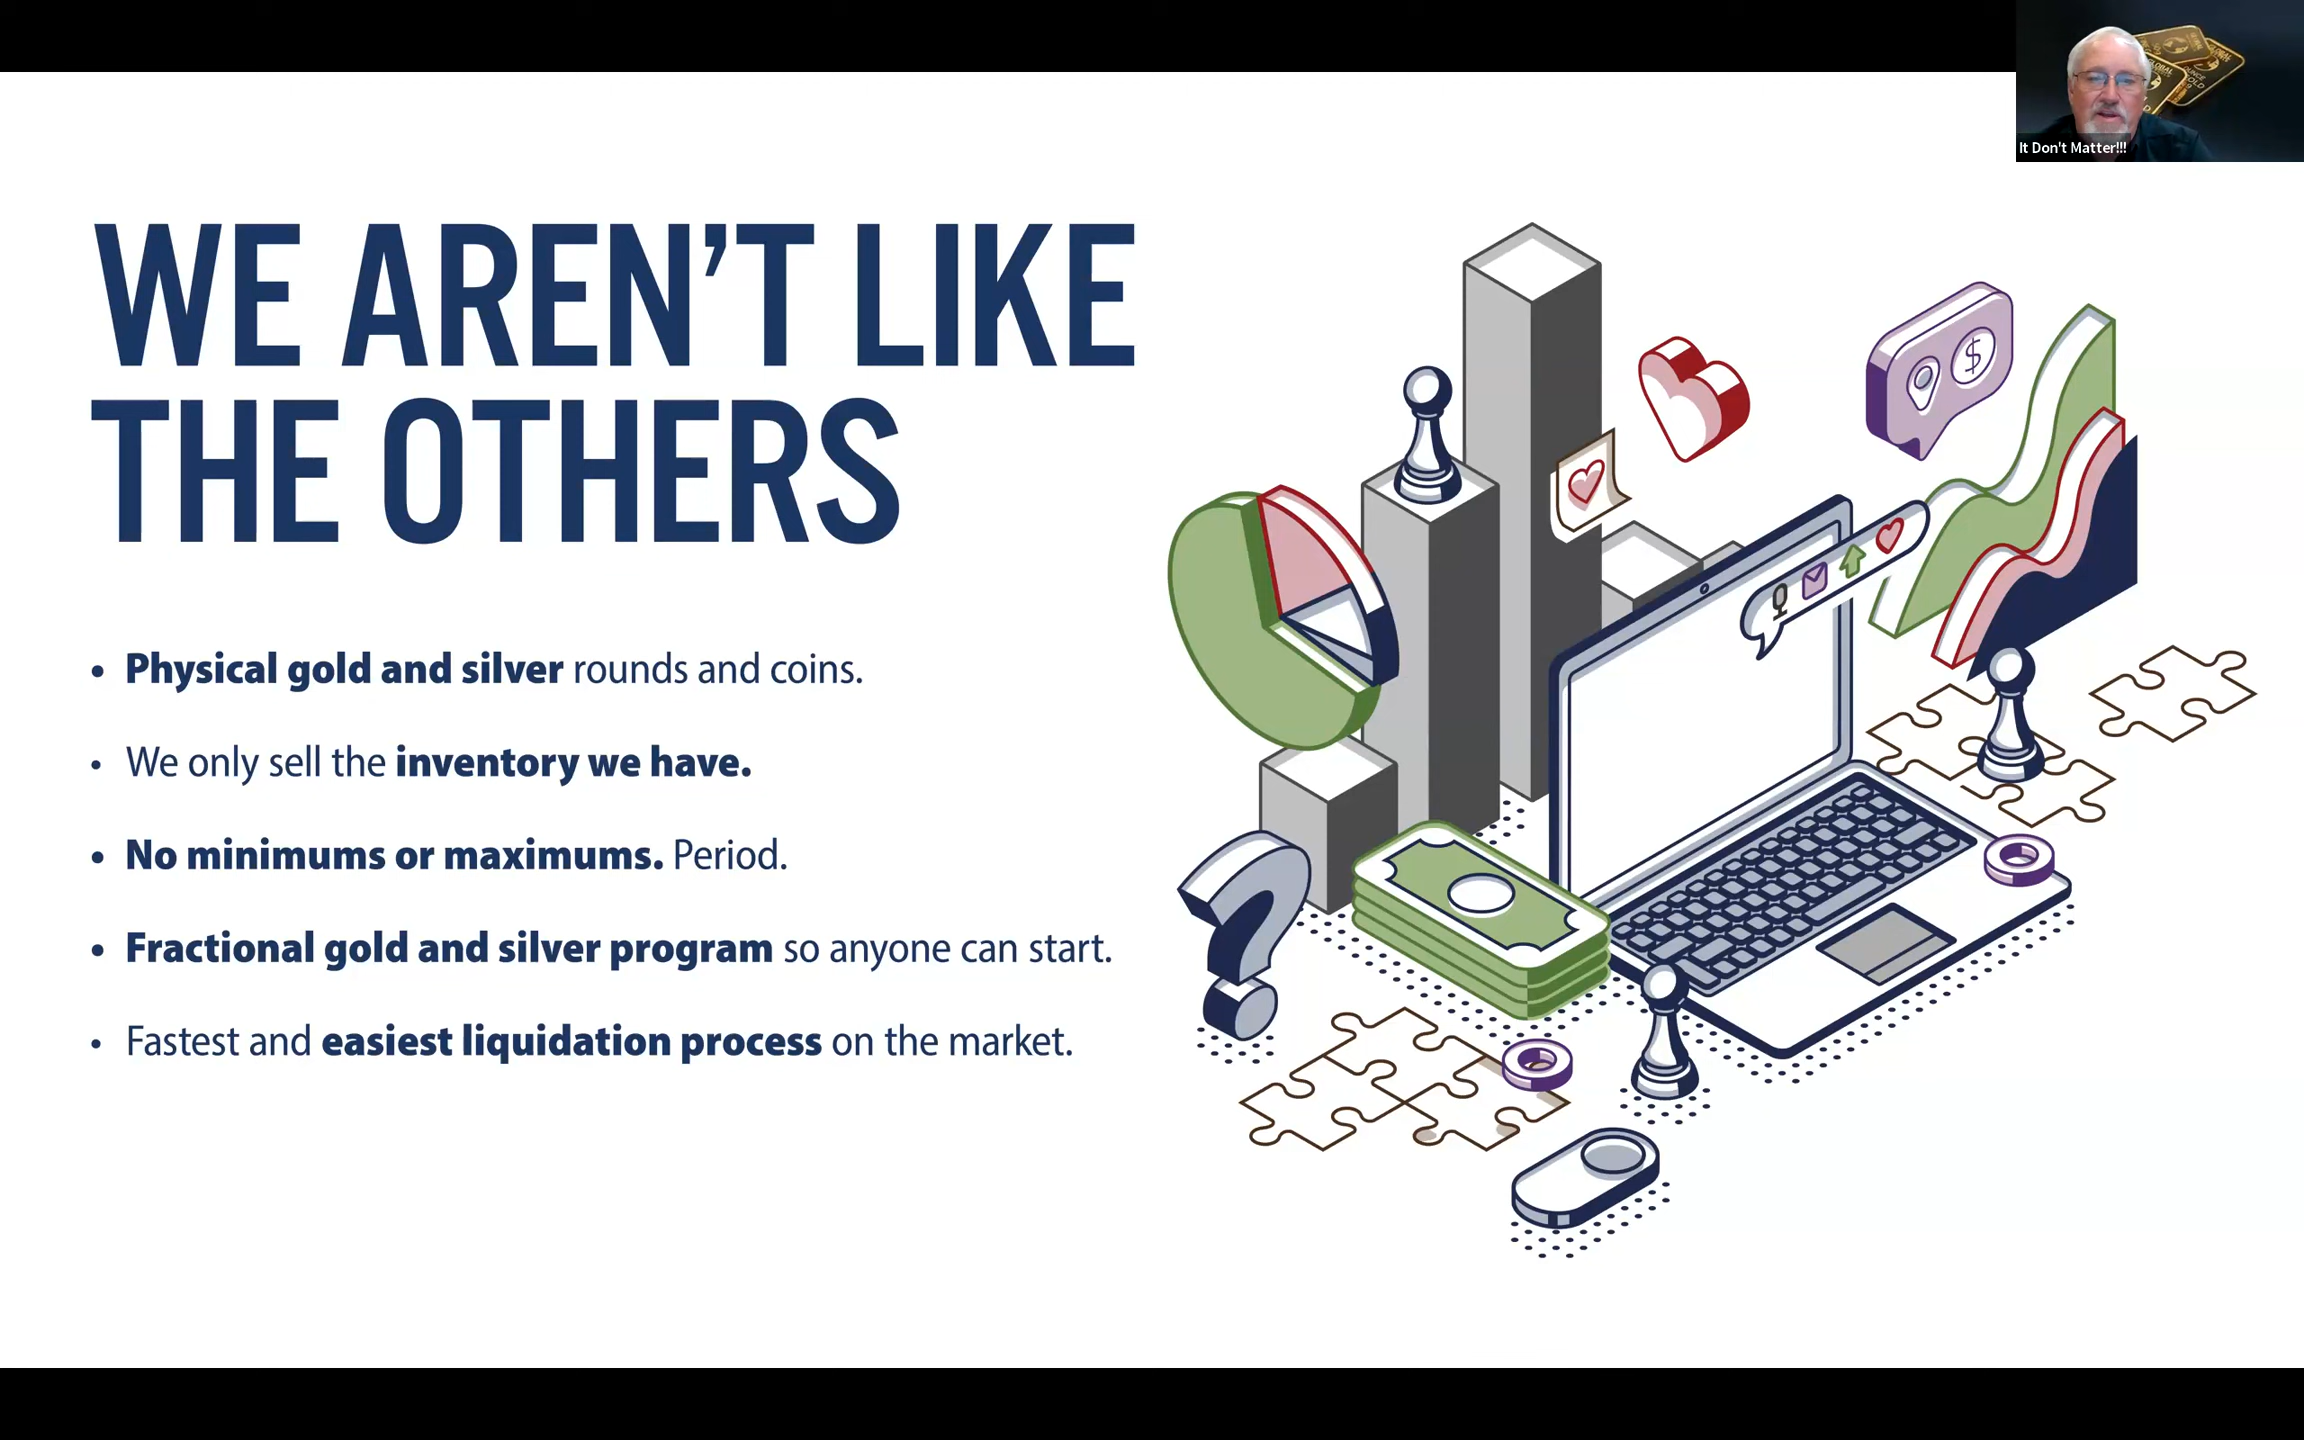 It Don't Matter!!!
WE AREN'T LIKE
THE OTHERS
• Physical gold and silver rounds and coins.
• We only sell the inventory we have.
• No minimums or maximums. Period.
• Fractional gold and silver program so anyone can start.
• Fastest and easiest liquidation process on the market.
$